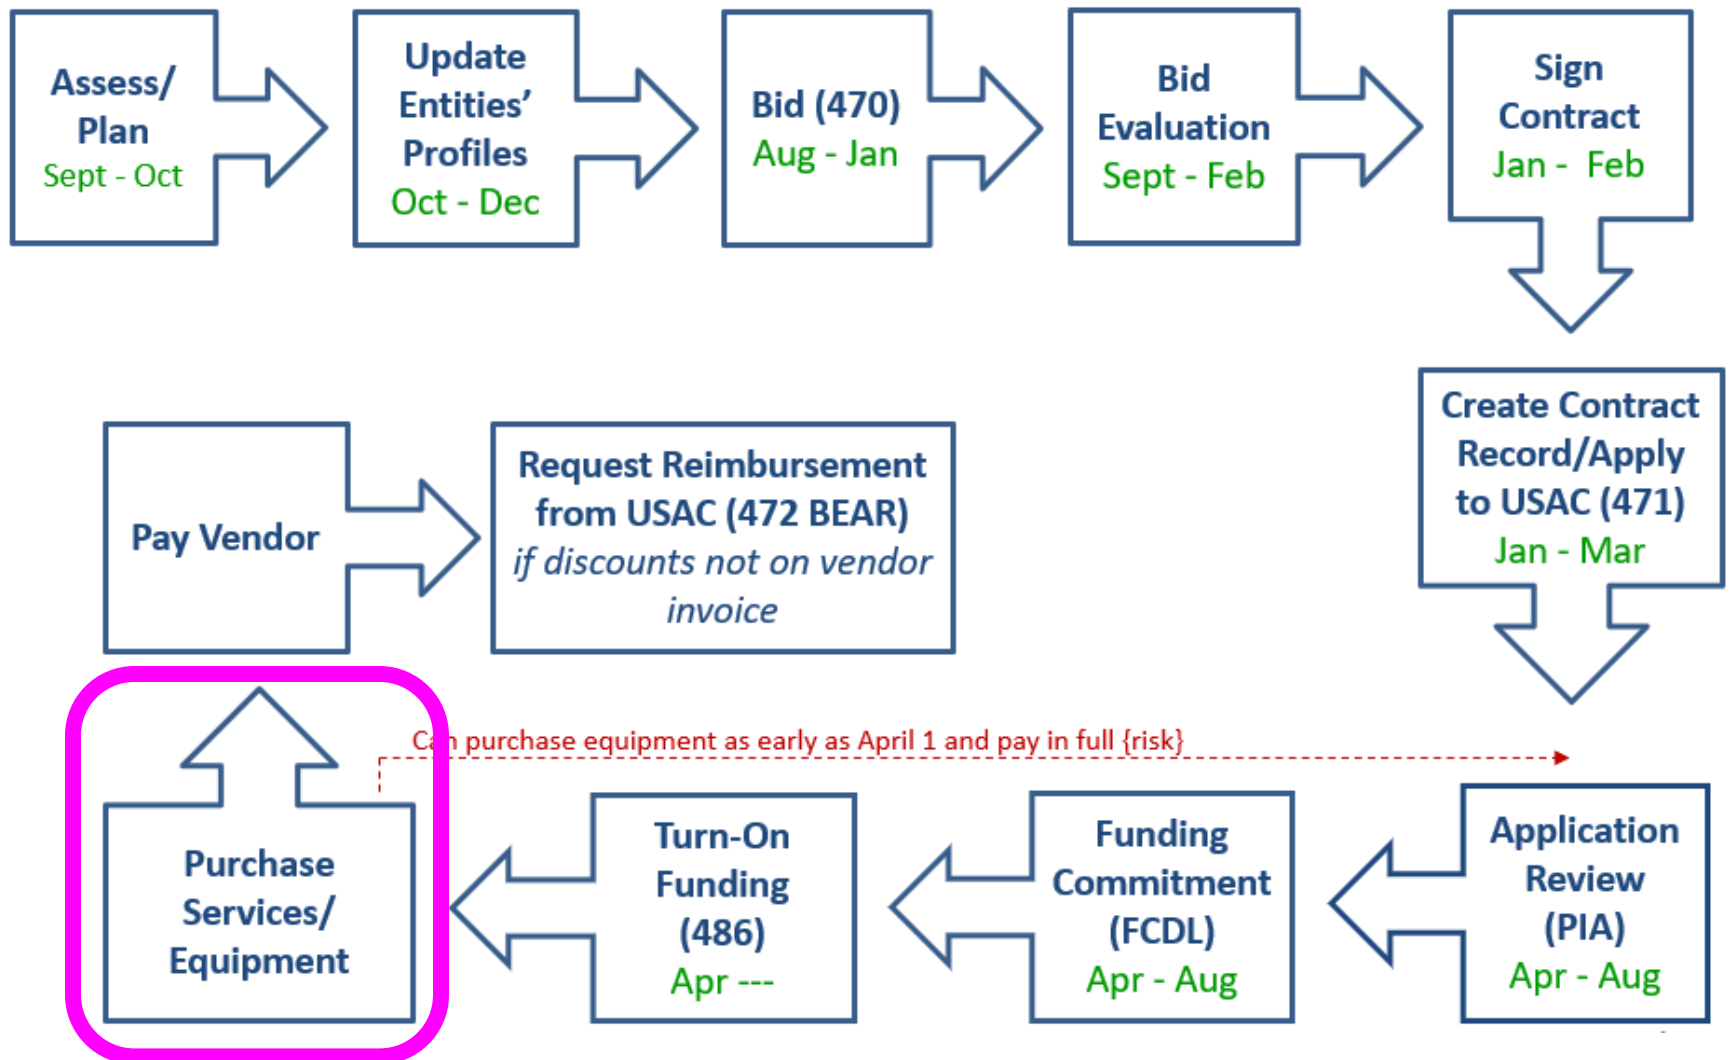 Assess/
Plan
Sept - Oct
Update
Entities’
Profiles
Oct - Dec
Bid (470)
Aug - Jan
Bid
Evaluation
Sept - Feb
Sign
Contract
Jan -  Feb
Create Contract
Record/Apply
to USAC (471)
Jan - Mar
Pay Vendor
Request Reimbursement
from USAC (472 BEAR)
if discounts not on vendor
invoice
Can purchase equipment as early as April 1 and pay in full {risk}
Purchase
Services/
Equipment
Turn-On
Funding
(486)
Apr ---
Funding
Commitment
(FCDL)
Apr - Aug
Application
Review
(PIA)
Apr - Aug